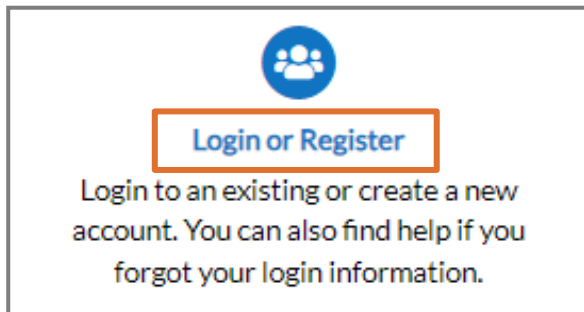 Login or Register
Login to an existing or create a new
account. You can also find help if you
forgot your login information.